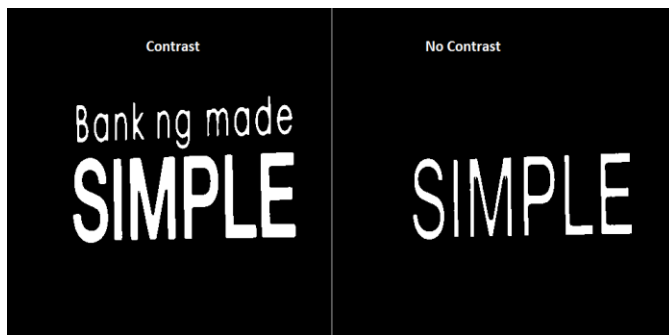 Contrast
Bank ng made
SIMPLE
No Contrast
SIMPLE